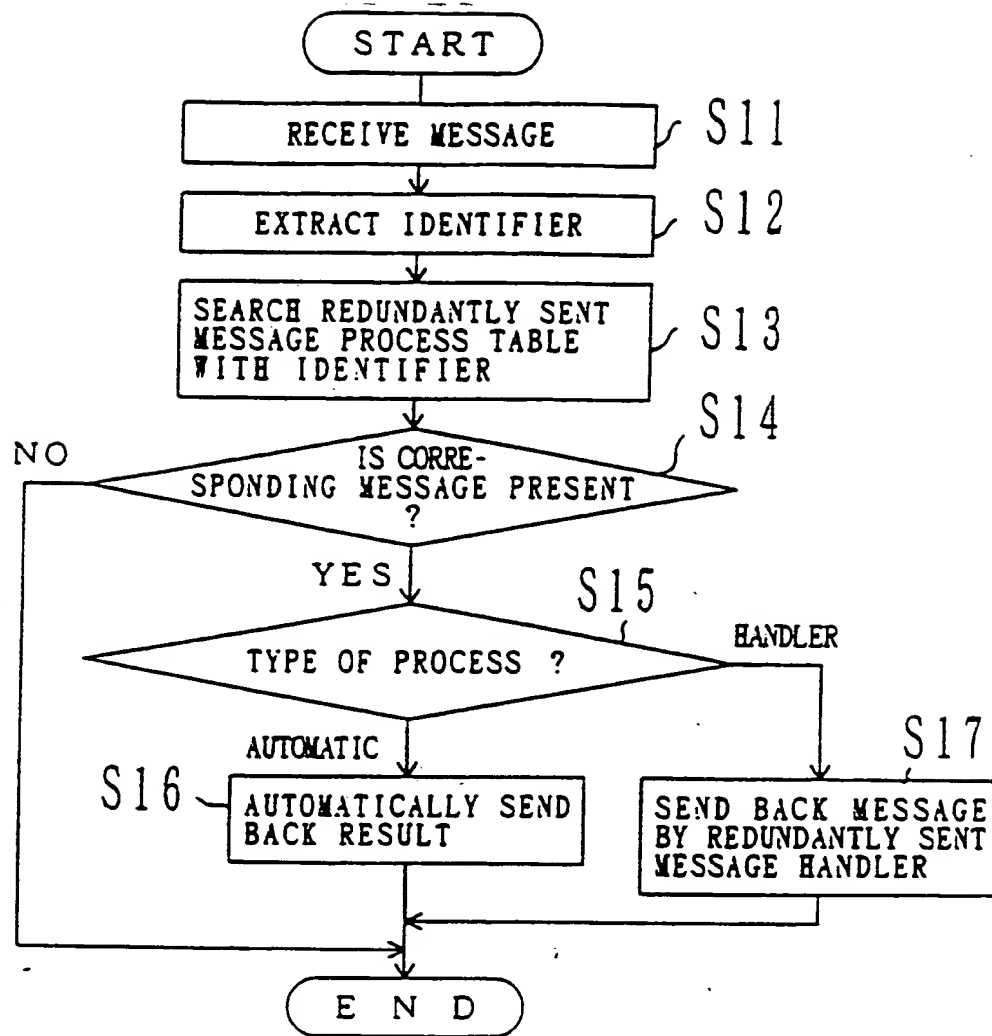 START
RECEIVE MESSAGE
S11
EXTRACT IDENTIFIER
S12
SEARCH REDUNDANTLY SENT
MESSAGE PROCESS TABLE
WITH IDENTIFIER
S13
S14
NO
IS CORRE-
SPONDING MESSAGE PRESENT
?
YES
S15
HANDLER
TYPE OF PROCESS ?
AUTOMATIC
S16
AUTOMATICALLY SEND
BACK RESULT
S17
SEND BACK MESSAGE
BY REDUNDANTLY SENT
MESSAGE HANDLER
END